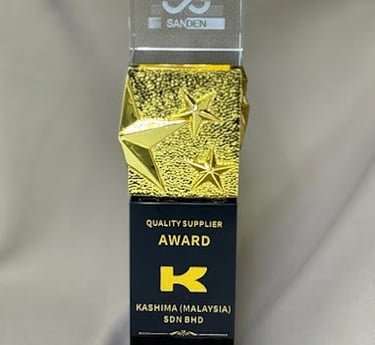 SANDEN
QUALITY SUPPLIER
AWARD
K
KASHIMA (MALAYSIA)
SDN BHD